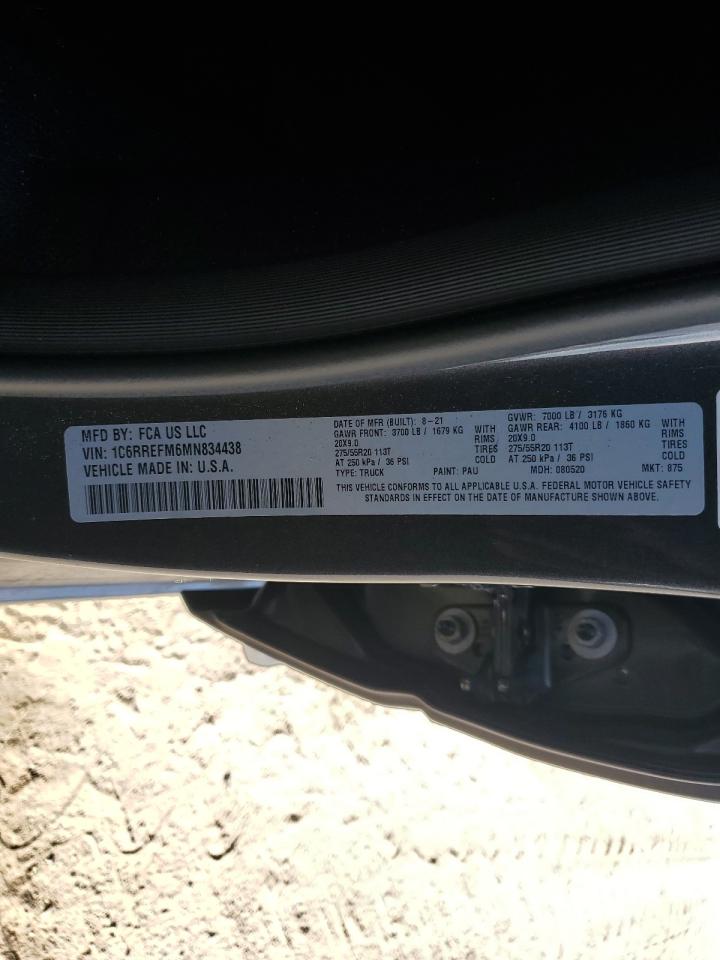 MFD BY: FCA US LLC
VIN: 1C6RREFM6MN834438
VEHICLE MADE IN U.S.A.
DATE OF MFR (BUILT): 8-21
GAWR FRONT: 3700 LB / 1679 KG WITH
20X9.0 RIMS
275/55R20 113T TIRES
AT 250 kPa / 36 PSI COLD
TYPE: TRUCK PAINT: PAU
GVWR: 7000 LB / 3176 KG
GAWR REAR: 4100 LB / 1860 KG WITH
20X9.0 RIMS
275/55R20 113T TIRES
AT 250 kPa / 36 PSI COLD
MDH: 080520 MKT: 875
THIS VEHICLE CONFORMS TO ALL APPLICABLE U.S.A. FEDERAL MOTOR VEHICLE SAFETY
STANDARDS IN EFFECT ON THE DATE OF MANUFACTURE SHOWN ABOVE.